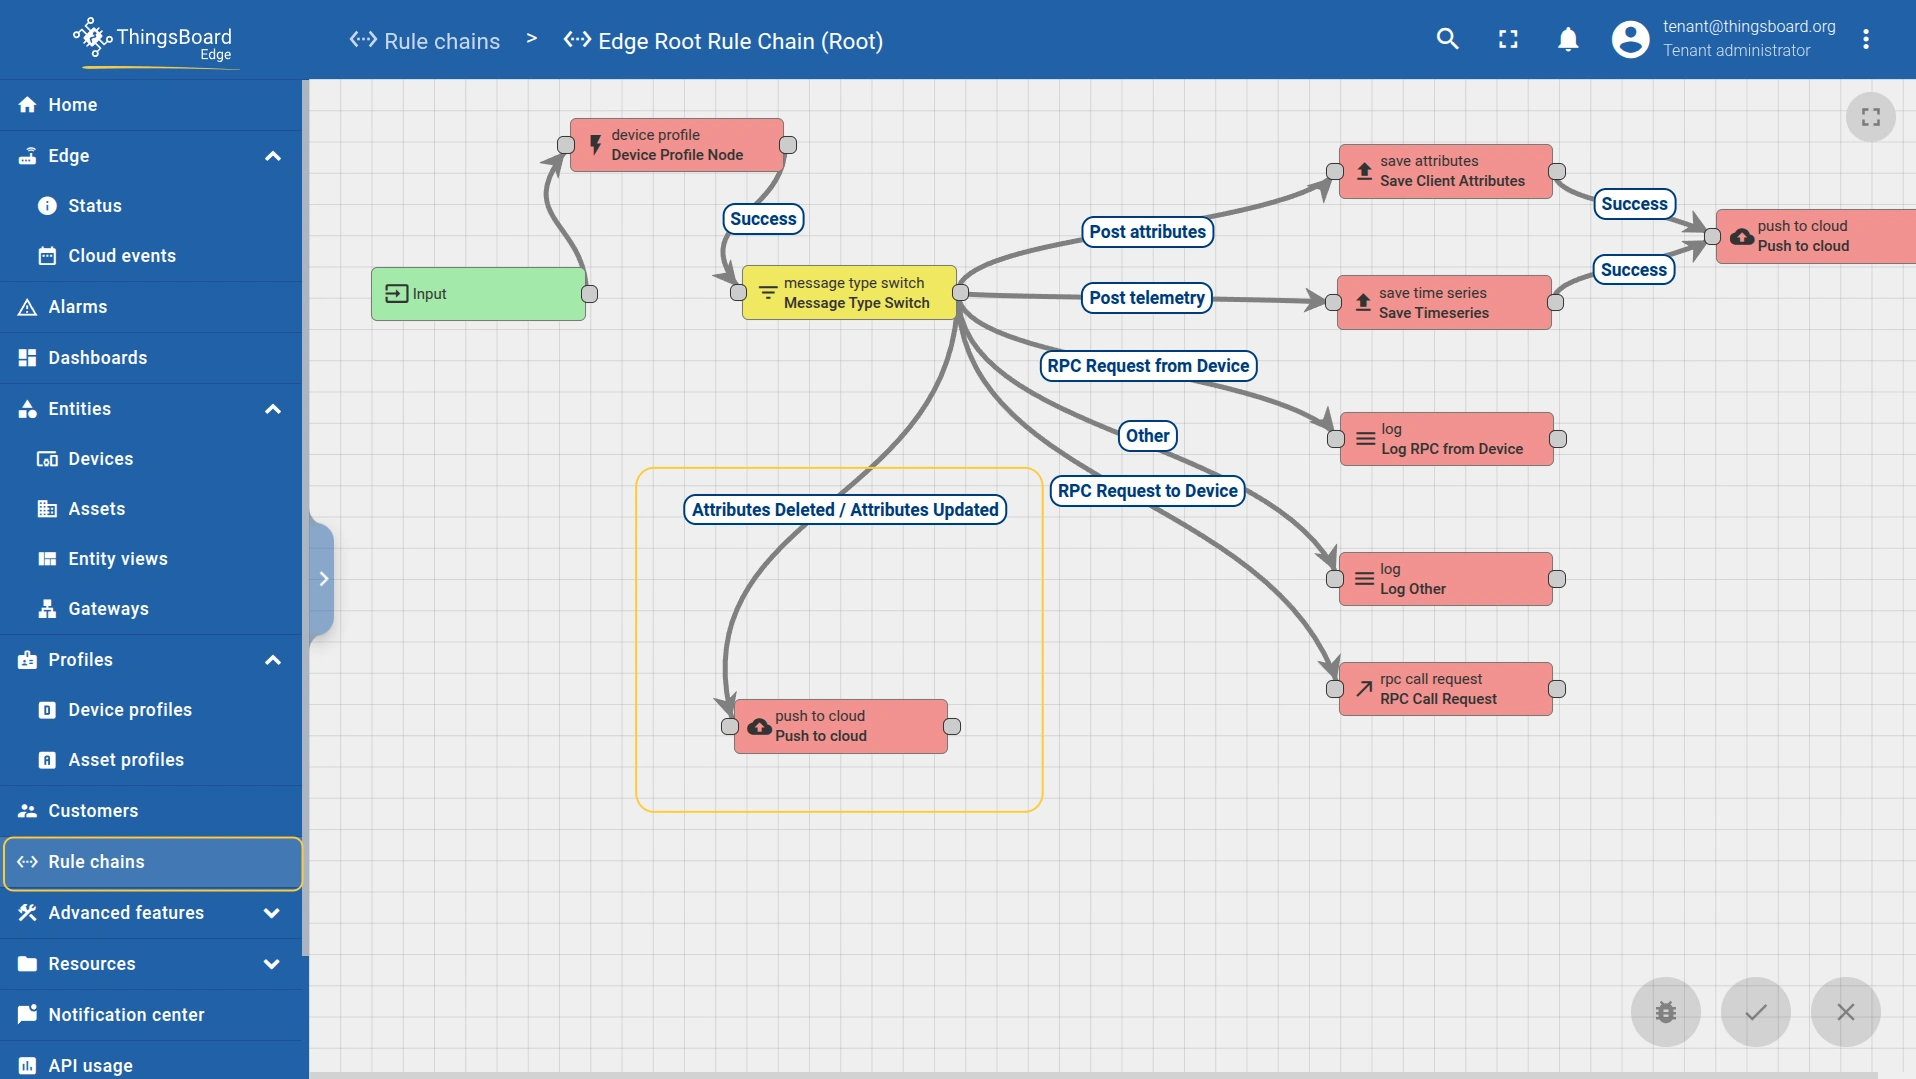 ThingsBoard
Edge
Rule chains > Edge Root Rule Chain (Root)
tenant@thingsboard.org
Tenant administrator
Home
Edge
Status
Cloud events
Alarms
Dashboards
Entities
Devices
Assets
Entity views
Gateways
Profiles
Device profiles
Asset profiles
Customers
Rule chains
Advanced features
Resources
Notification center
API usage
device profile
Device Profile Node
Success
Input
message type switch
Message Type Switch
Post attributes
Post telemetry
RPC Request from Device
Other
RPC Request to Device
Attributes Deleted / Attributes Updated
push to cloud
Push to cloud
save attributes
Save Client Attributes
save time series
Save Timeseries
log
Log RPC from Device
log
Log Other
rpc call request
RPC Call Request
Success
Success
push to cloud
Push to cloud